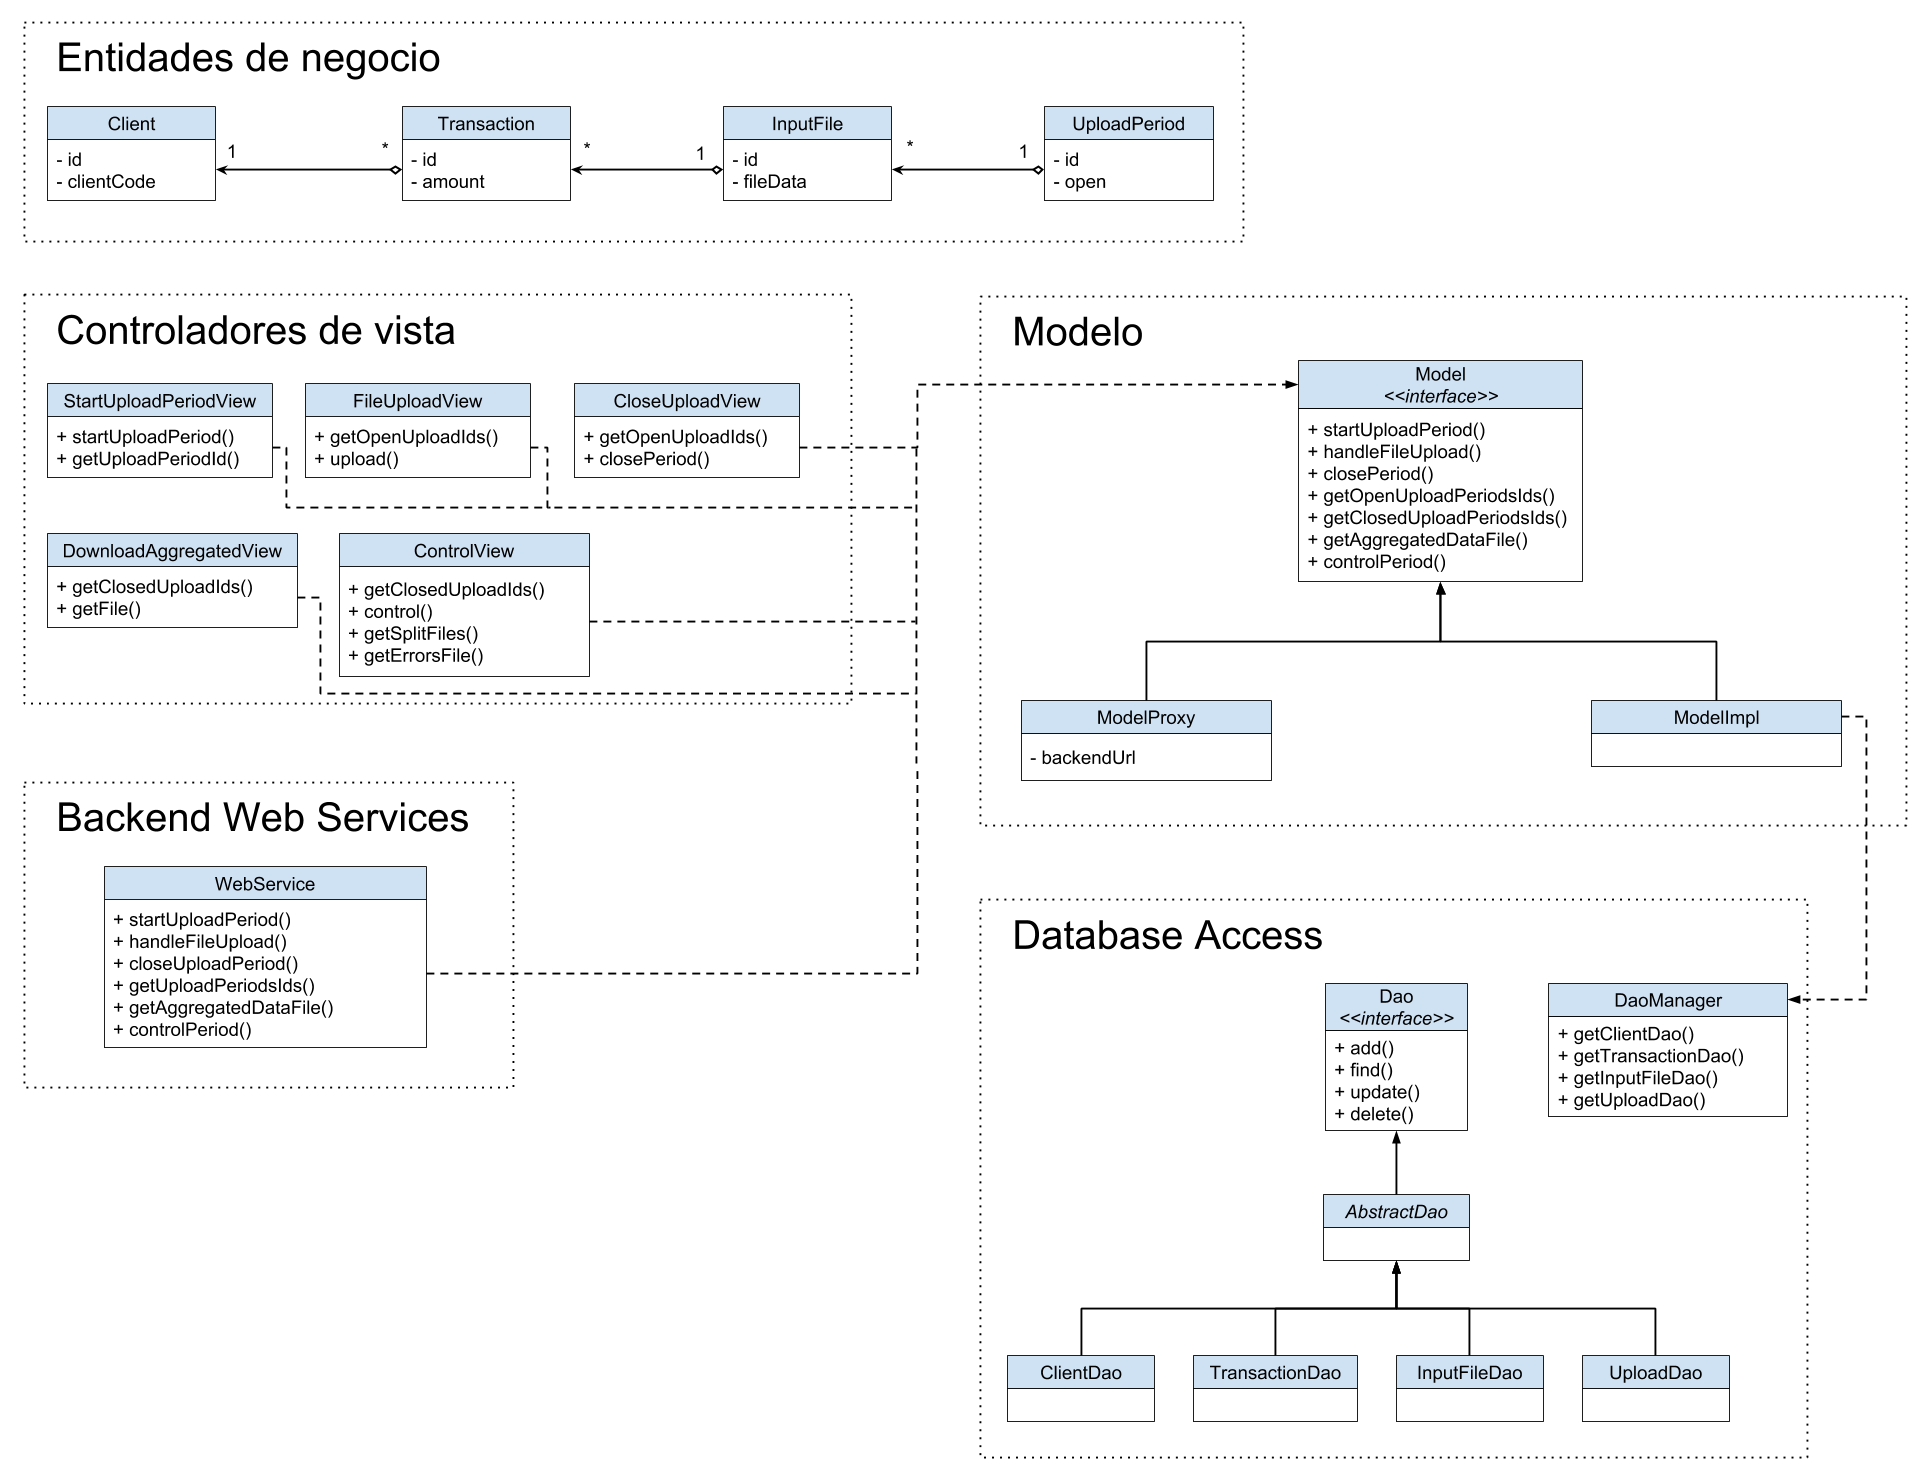 Entidades de negocio
Client
- id
- clientCode
1
*
Transaction
- id
- amount
*
1
InputFile
- id
- fileData
*
1
UploadPeriod
- id
- open
Controladores de vista
StartUploadPeriodView
+ startUploadPeriod()
+ getUploadPeriodId()
FileUploadView
+ getOpenUploadIds()
+ upload()
CloseUploadView
+ getOpenUploadIds()
+ closePeriod()
DownloadAggregatedView
+ getClosedUploadIds()
+ getFile()
ControlView
+ getClosedUploadIds()
+ control()
+ getSplitFiles()
+ getErrorsFile()
Modelo
Model
<<interface>>
+ startUploadPeriod()
+ handleFileUpload()
+ closePeriod()
+ getOpenUploadPeriodsIds()
+ getClosedUploadPeriodsIds()
+ getAggregatedDataFile()
+ controlPeriod()
ModelProxy
- backendUrl
ModelImpl
Backend Web Services
WebService
+ startUploadPeriod()
+ handleFileUpload()
+ closeUploadPeriod()
+ getUploadPeriodsIds()
+ getAggregatedDataFile()
+ controlPeriod()
Database Access
Dao
<<interface>>
+ add()
+ find()
+ update()
+ delete()
DaoManager
+ getClientDao()
+ getTransactionDao()
+ getInputFileDao()
+ getUploadDao()
AbstractDao
ClientDao
TransactionDao
InputFileDao
UploadDao